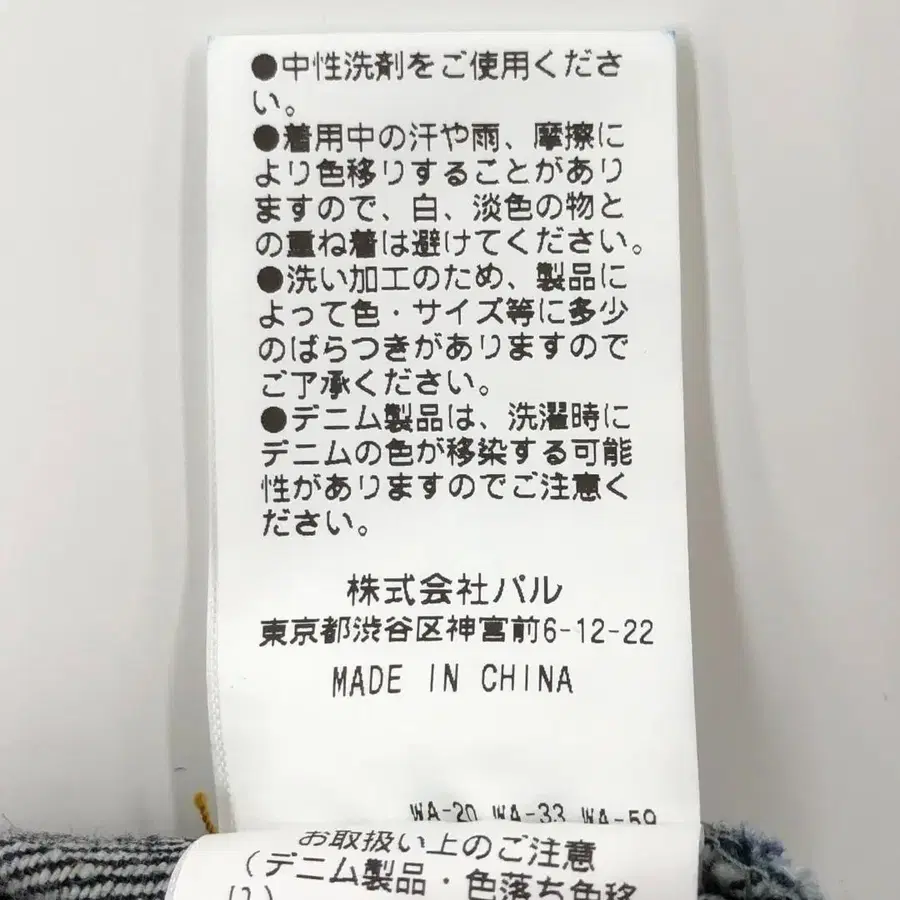 ●中性洗剤をご使用くださ
い。
●着用中の汗や雨、摩擦に
より色移りすることがあり
ますので、白、淡色の物と
の重ね着は避けてください。
●洗い加工のため、製品に
よって色・サイズ等に多少
のばらつきがありますので
ご了承ください。
●デニム製品は、洗濯時に
デニムの色が移染する可能
性がありますのでご注意く
ださい。
株式会社パル
東京都渋谷区神宮前6-12-22
MADE IN CHINA
WA-20 WA-33 WA-59
お取扱い上のご注意
(デニム製品・色落ち色移